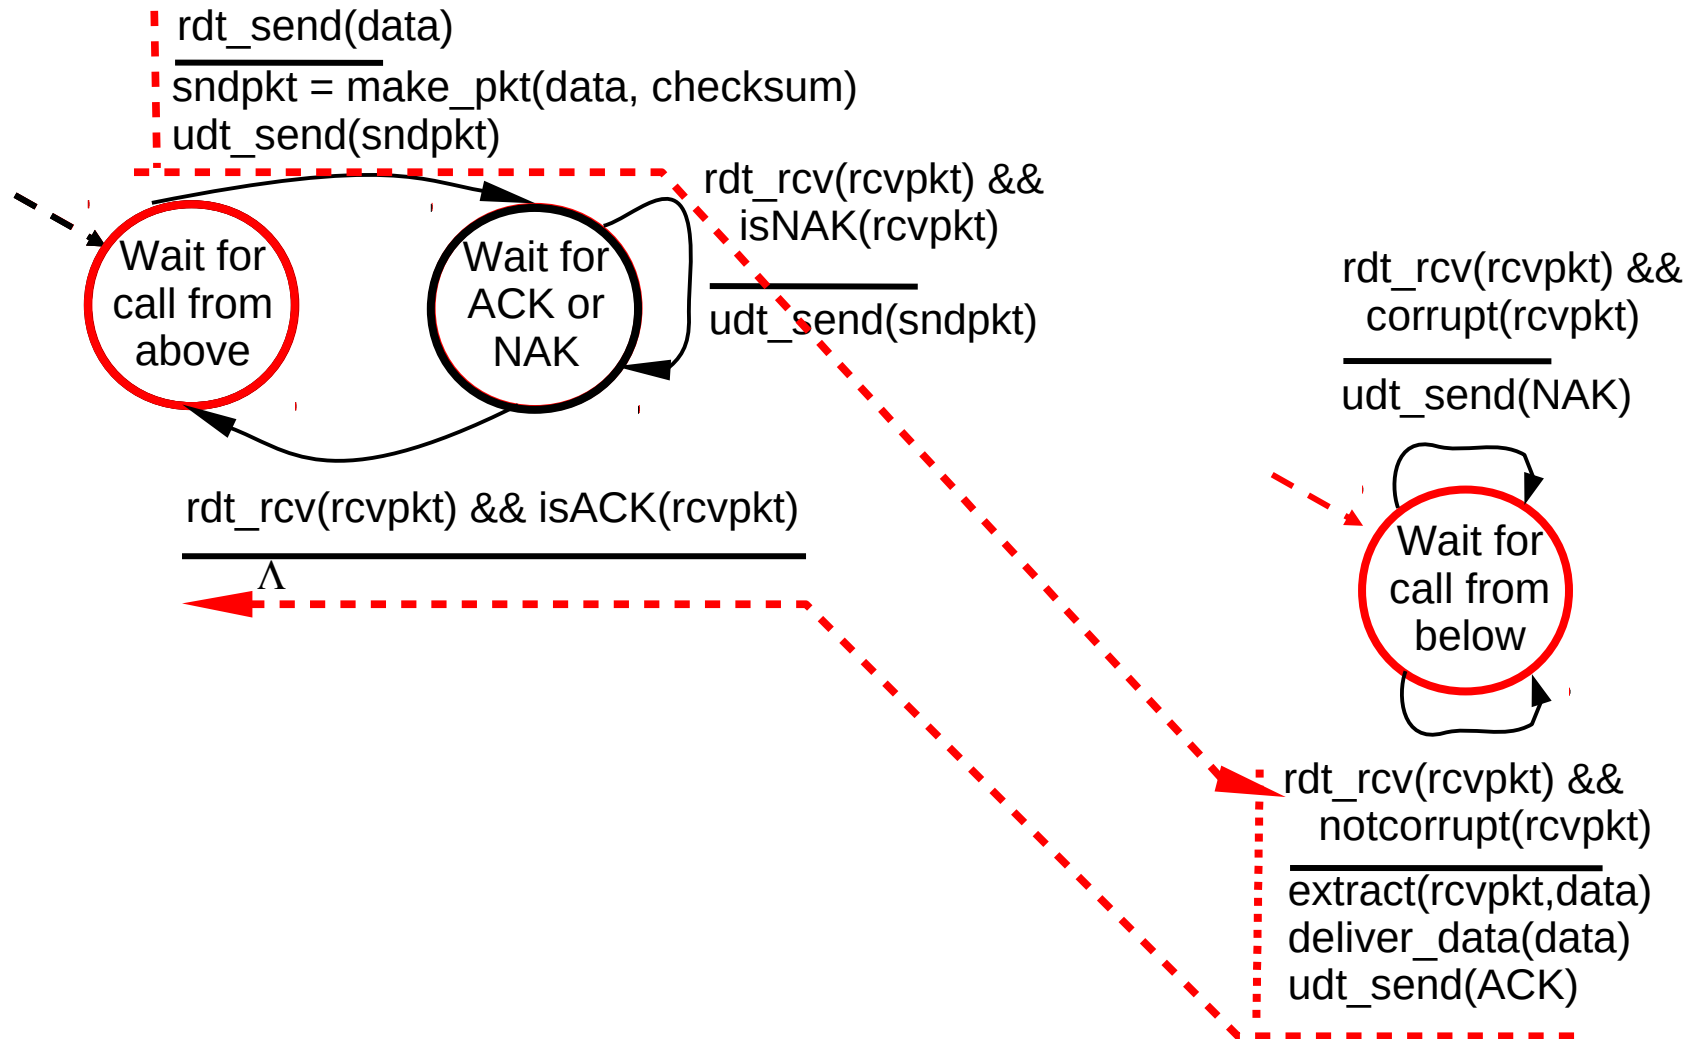 rdt_send(data)
sndpkt = make_pkt(data, checksum)
udt_send(sndpkt)
rdt_rcv(rcvpkt) &&
isNAK(rcvpkt)
udt_send(sndpkt)
Wait for
call from
above
Wait for
ACK or
NAK
rdt_rcv(rcvpkt) && isACK(rcvpkt)
Λ
rdt_rcv(rcvpkt) &&
corrupt(rcvpkt)
udt_send(NAK)
Wait for
call from
below
rdt_rcv(rcvpkt) &&
notcorrupt(rcvpkt)
extract(rcvpkt,data)
deliver_data(data)
udt_send(ACK)